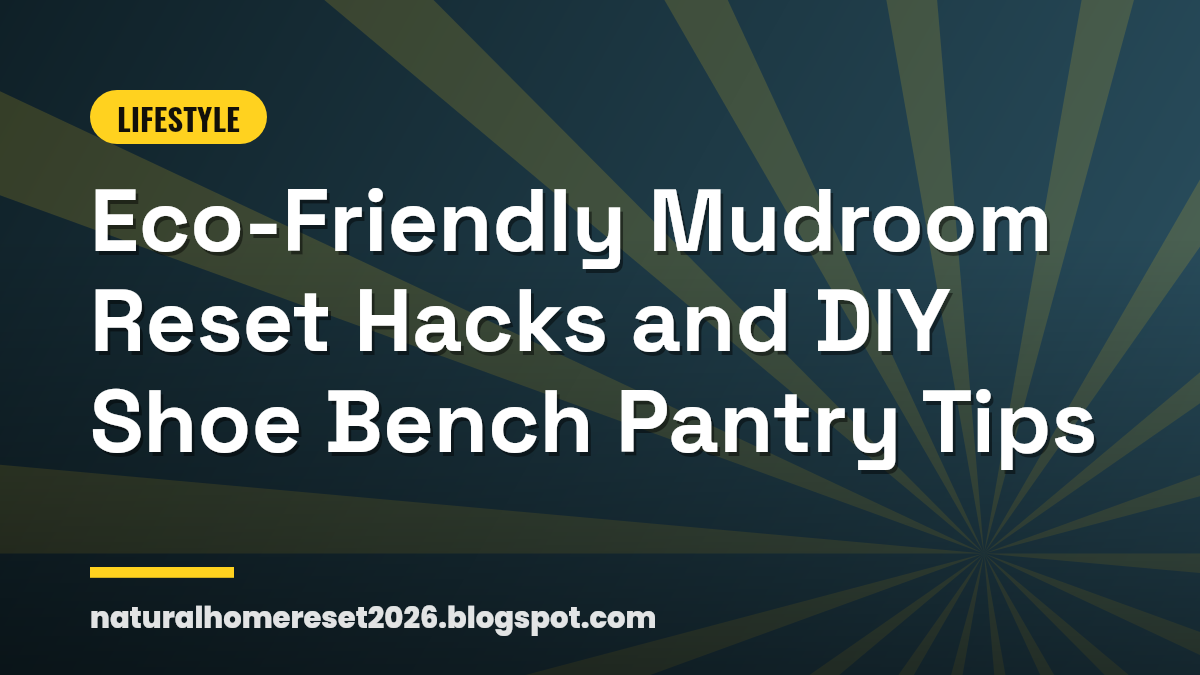 LIFESTYLE
Eco-Friendly Mudroom
Reset Hacks and DIY
Shoe Bench Pantry Tips
naturalhomereset2026.blogspot.com